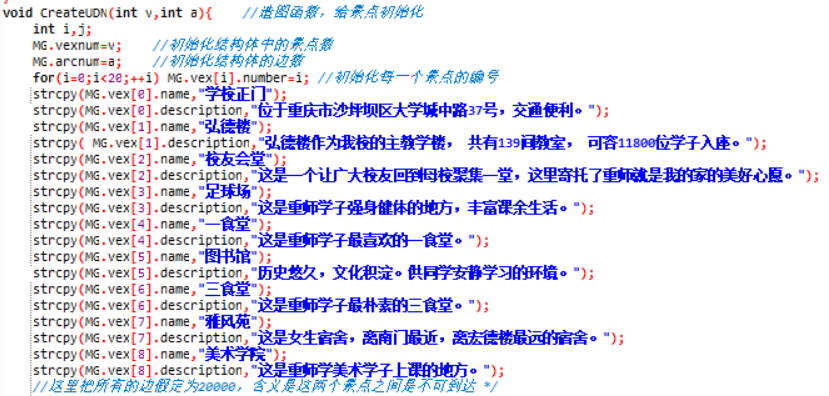 void CreateUDN(int v,int a){ //造图函数，给景点初始化
int i,j;
MG.vexnum=v; //初始化结构体中的景点数
MG.arcnum=a; //初始化结构体的边数
for(i=0;i<20;++i) MG.vex[i].number=i; //初始化每一个景点的编号
strcpy(MG.vex[0].name,"学校正门");
strcpy(MG.vex[0].description,"位于重庆市沙坪坝区大学城中路37号，交通便利。");
strcpy(MG.vex[1].name,"弘德楼");
strcpy( MG.vex[1].description,"弘德楼作为我校的主教学楼， 共有139间教室， 可容11800位学子入座。");
strcpy(MG.vex[2].name,"校友会堂");
strcpy(MG.vex[2].description,"这是一个让广大校友回到母校聚集一堂，这里寄托了重师就是我的家的美好心愿。");
strcpy(MG.vex[3].name,"足球场");
strcpy(MG.vex[3].description,"这是重师学子强身健体的地方，丰富课余生活。");
strcpy(MG.vex[4].name,"一食堂");
strcpy(MG.vex[4].description,"这是重师学子最喜欢的一食堂。");
strcpy(MG.vex[5].name,"图书馆");
strcpy(MG.vex[5].description,"历史悠久，文化积淀。供同学安静学习的环境。");
strcpy(MG.vex[6].name,"三食堂");
strcpy(MG.vex[6].description,"这是重师学子最朴素的三食堂。");
strcpy(MG.vex[7].name,"雅风苑");
strcpy(MG.vex[7].description,"这是女生宿舍，离南门最近，离宏德楼最远的宿舍。");
strcpy(MG.vex[8].name,"美术学院");
strcpy(MG.vex[8].description,"这是重师学美术学子上课的地方。");
//这里把所有的边假定为20000，含义是这两个景点之间是不可到达 */